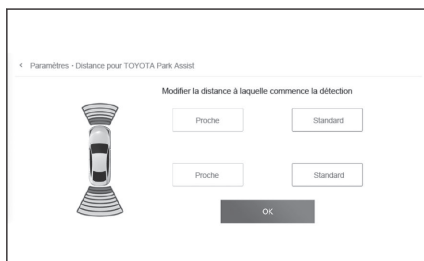 < Paramètres - Distance pour TOYOTA Park Assist
Modifier la distance à laquelle commence la détection
Proche Standard
Proche Standard
OK